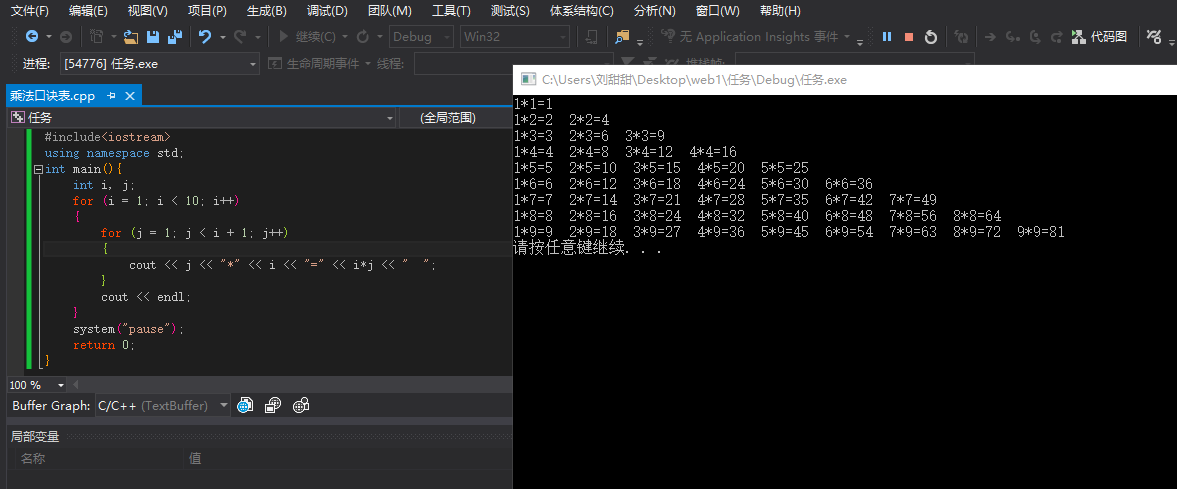 文件(F) 编辑(E) 视图(V) 项目(P) 生成(B) 调试(D) 团队(M) 工具(T) 测试(S) 体系结构(C) 分析(N) 窗口(W) 帮助(H)
继续(C) Debug Win32 无 Application Insights 事件 代码图
进程: [54776] 任务.exe 生命周期事件 线程: 堆栈帧:
乘法口诀表.cpp
任务 (全局范围)
#include<iostream>
using namespace std;
int main(){
int i, j;
for (i = 1; i < 10; i++)
{
for (j = 1; j < i + 1; j++)
{
cout << j << "*" << i << "=" << i*j << "  ";
}
cout << endl;
}
system("pause");
return 0;
}
100 %
Buffer Graph: C/C++ (TextBuffer)
局部变量
名称 值
C:\Users\刘甜甜\Desktop\web1\任务\Debug\任务.exe
1*1=1
1*2=2  2*2=4
1*3=3  2*3=6  3*3=9
1*4=4  2*4=8  3*4=12  4*4=16
1*5=5  2*5=10  3*5=15  4*5=20  5*5=25
1*6=6  2*6=12  3*6=18  4*6=24  5*6=30  6*6=36
1*7=7  2*7=14  3*7=21  4*7=28  5*7=35  6*7=42  7*7=49
1*8=8  2*8=16  3*8=24  4*8=32  5*8=40  6*8=48  7*8=56  8*8=64
1*9=9  2*9=18  3*9=27  4*9=36  5*9=45  6*9=54  7*9=63  8*9=72  9*9=81
请按任意键继续. . .